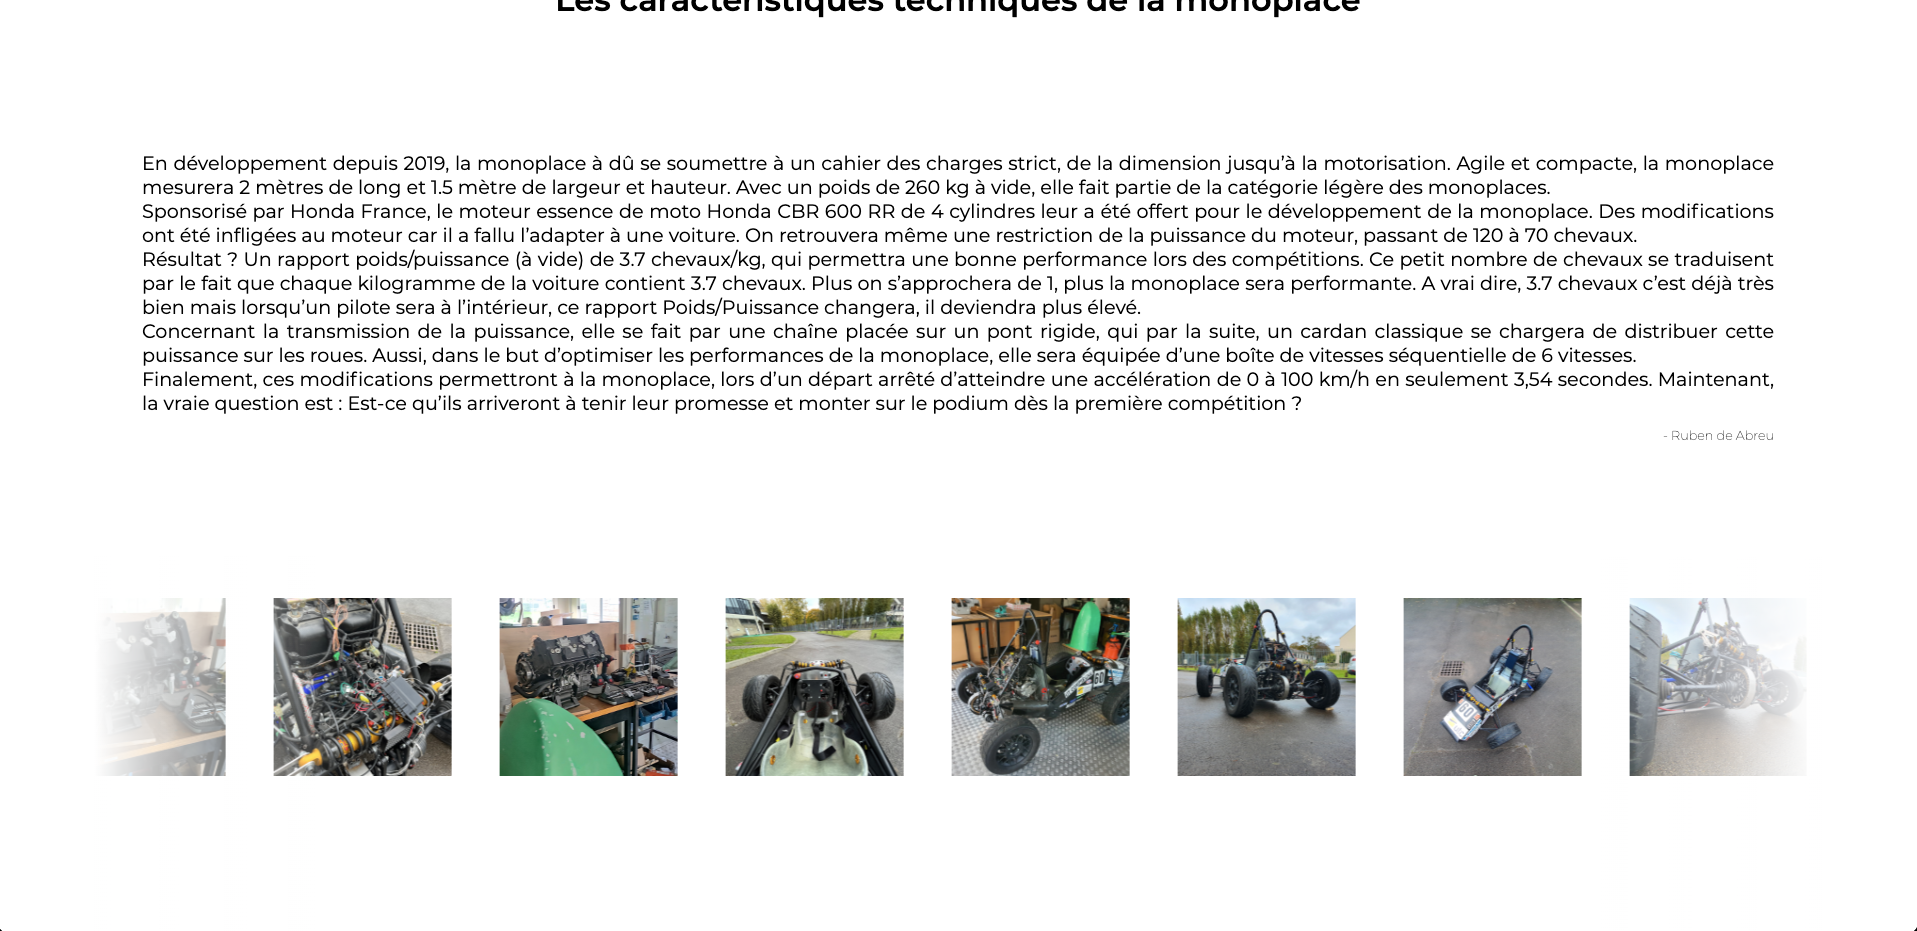 Les caractéristiques techniques de la monoplace
En développement depuis 2019, la monoplace à dû se soumettre à un cahier des charges strict, de la dimension jusqu’à la motorisation. Agile et compacte, la monoplace
mesurera 2 mètres de long et 1.5 mètre de largeur et hauteur. Avec un poids de 260 kg à vide, elle fait partie de la catégorie légère des monoplaces.
Sponsorisé par Honda France, le moteur essence de moto Honda CBR 600 RR de 4 cylindres leur a été offert pour le développement de la monoplace. Des modifications
ont été infligées au moteur car il a fallu l’adapter à une voiture. On retrouvera même une restriction de la puissance du moteur, passant de 120 à 70 chevaux.
Résultat ? Un rapport poids/puissance (à vide) de 3.7 chevaux/kg, qui permettra une bonne performance lors des compétitions. Ce petit nombre de chevaux se traduisent
par le fait que chaque kilogramme de la voiture contient 3.7 chevaux. Plus on s’approchera de 1, plus la monoplace sera performante. A vrai dire, 3.7 chevaux c’est déjà très
bien mais lorsqu’un pilote sera à l’intérieur, ce rapport Poids/Puissance changera, il deviendra plus élevé.
Concernant la transmission de la puissance, elle se fait par une chaîne placée sur un pont rigide, qui par la suite, un cardan classique se chargera de distribuer cette
puissance sur les roues. Aussi, dans le but d’optimiser les performances de la monoplace, elle sera équipée d’une boîte de vitesses séquentielle de 6 vitesses.
Finalement, ces modifications permettront à la monoplace, lors d’un départ arrêté d’atteindre une accélération de 0 à 100 km/h en seulement 3,54 secondes. Maintenant,
la vraie question est : Est-ce qu’ils arriveront à tenir leur promesse et monter sur le podium dès la première compétition ?
- Ruben de Abreu
60
60